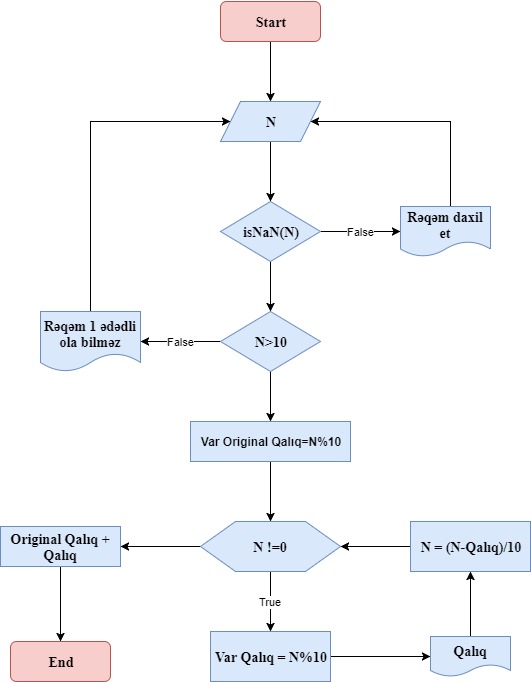 Start
N
isNaN(N)
False
Rəqəm daxil
et
N>10
False
Rəqəm 1 ədədli
ola bilməz
Var Original Qalıq=N%10
N !=0
Original Qalıq +
Qalıq
N = (N-Qalıq)/10
True
Var Qalıq = N%10
Qalıq
End